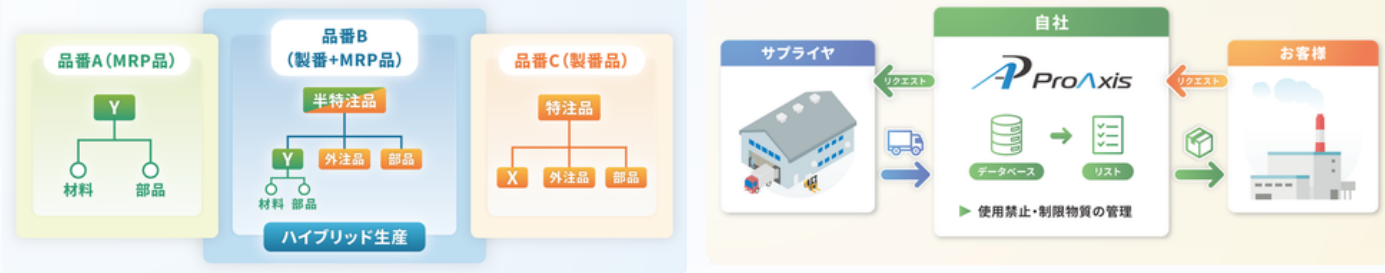 品番A（MRP品）
Y
材料
部品
品番B
（製番+MRP品）
半特注品
Y
外注品
部品
材料
部品
ハイブリッド生産
品番C（製番品）
特注品
X
外注品
部品
サプライヤ
リクエスト
自社
ProAxis
データベース
リスト
▶ 使用禁止・制限物質の管理
リクエスト
お客様